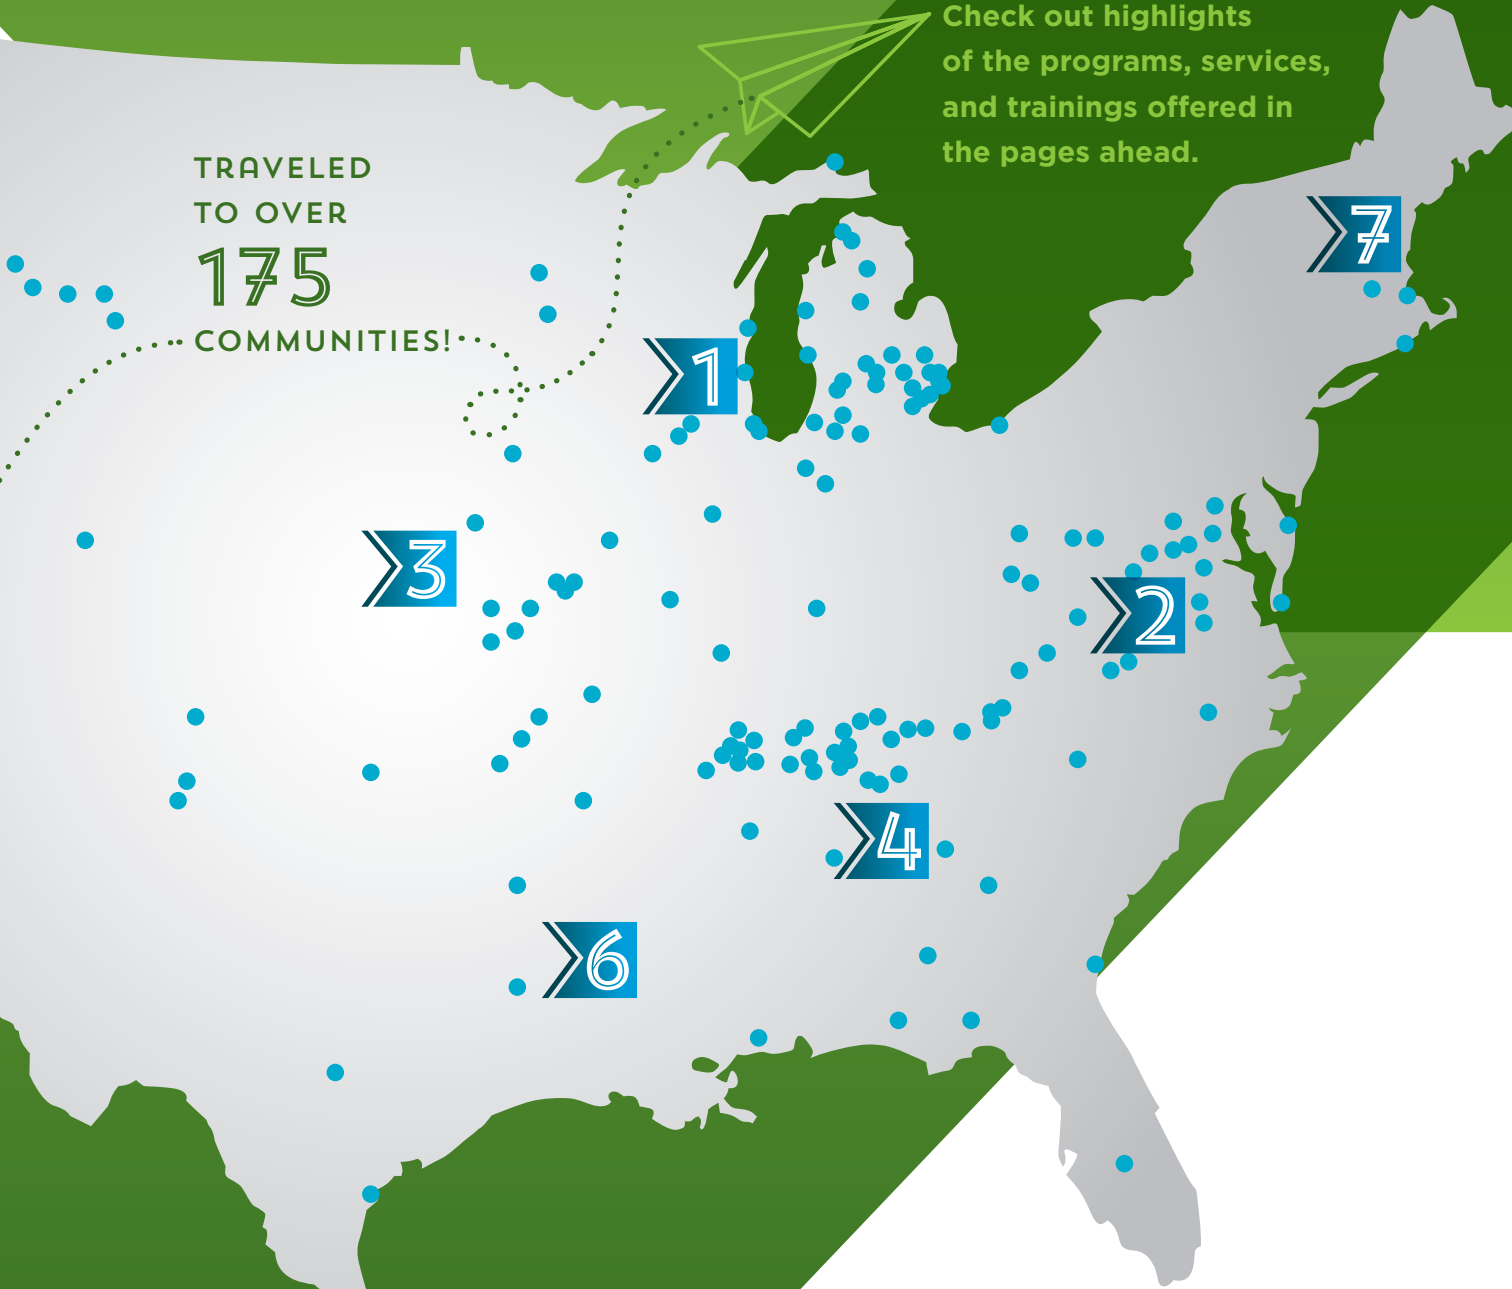 Check out highlights
of the programs, services,
and trainings offered in
the pages ahead.
TRAVELED
TO OVER
175
COMMUNITIES!
7
1
3
2
4
6